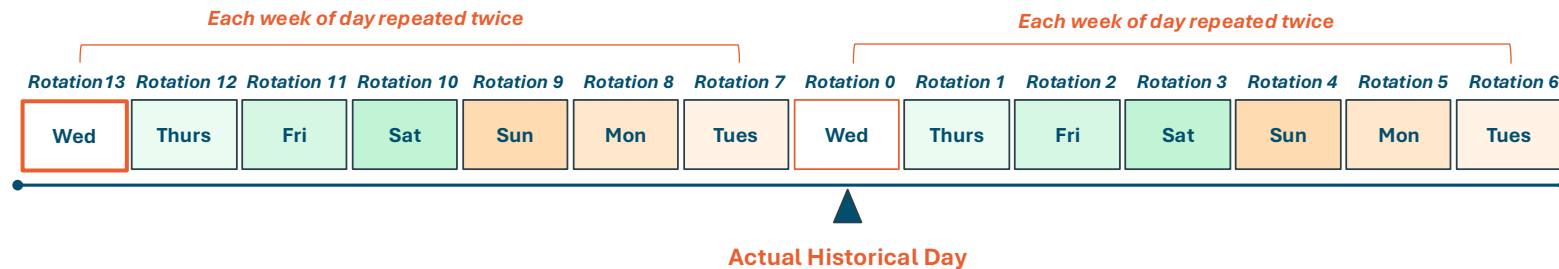 Each week of day repeated twice Each week of day repeated twice
Rotation 13 Rotation 12 Rotation 11 Rotation 10 Rotation 9 Rotation 8 Rotation 7 Rotation 0 Rotation 1 Rotation 2 Rotation 3 Rotation 4 Rotation 5 Rotation 6
Wed Thurs Fri Sat Sun Mon Tues Wed Thurs Fri Sat Sun Mon Tues
Actual Historical Day